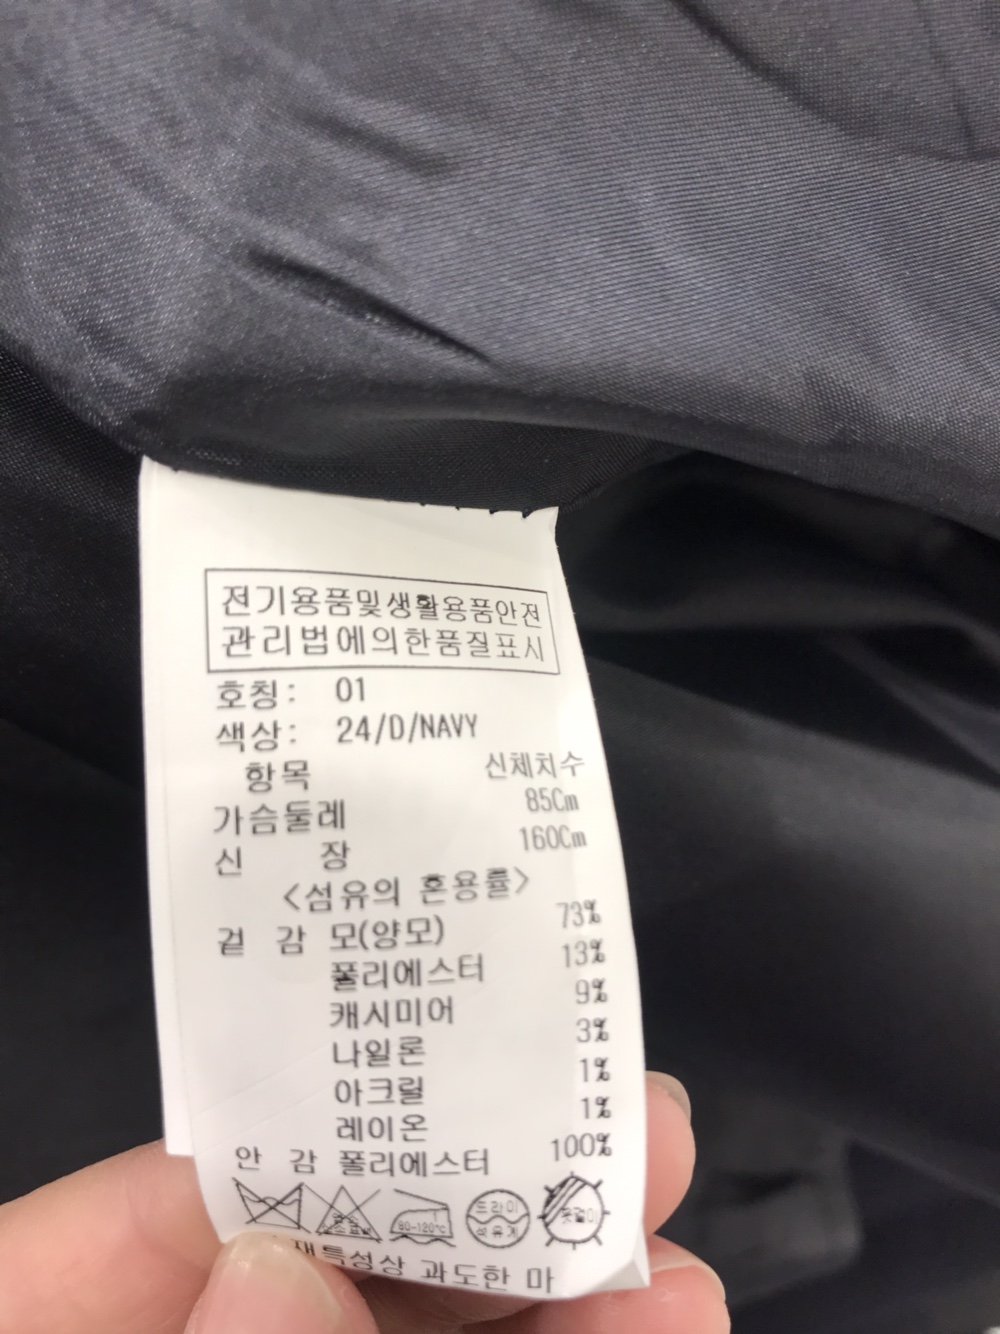 전기용품및생활용품안전
관리법에의한품질표시
호칭: 01
색상: 24/D/NAVY
항목 신체치수
가슴둘레 85Cm
신 장 160Cm
<섬유의 혼용률>
겉 감 모(양모) 73%
폴리에스터 13%
캐시미어 9%
나일론 3%
아크릴 1%
레이온 1%
안 감 폴리에스터 100%
80-120℃
드라이
석유계
옷걸이
특성상 과도한 마